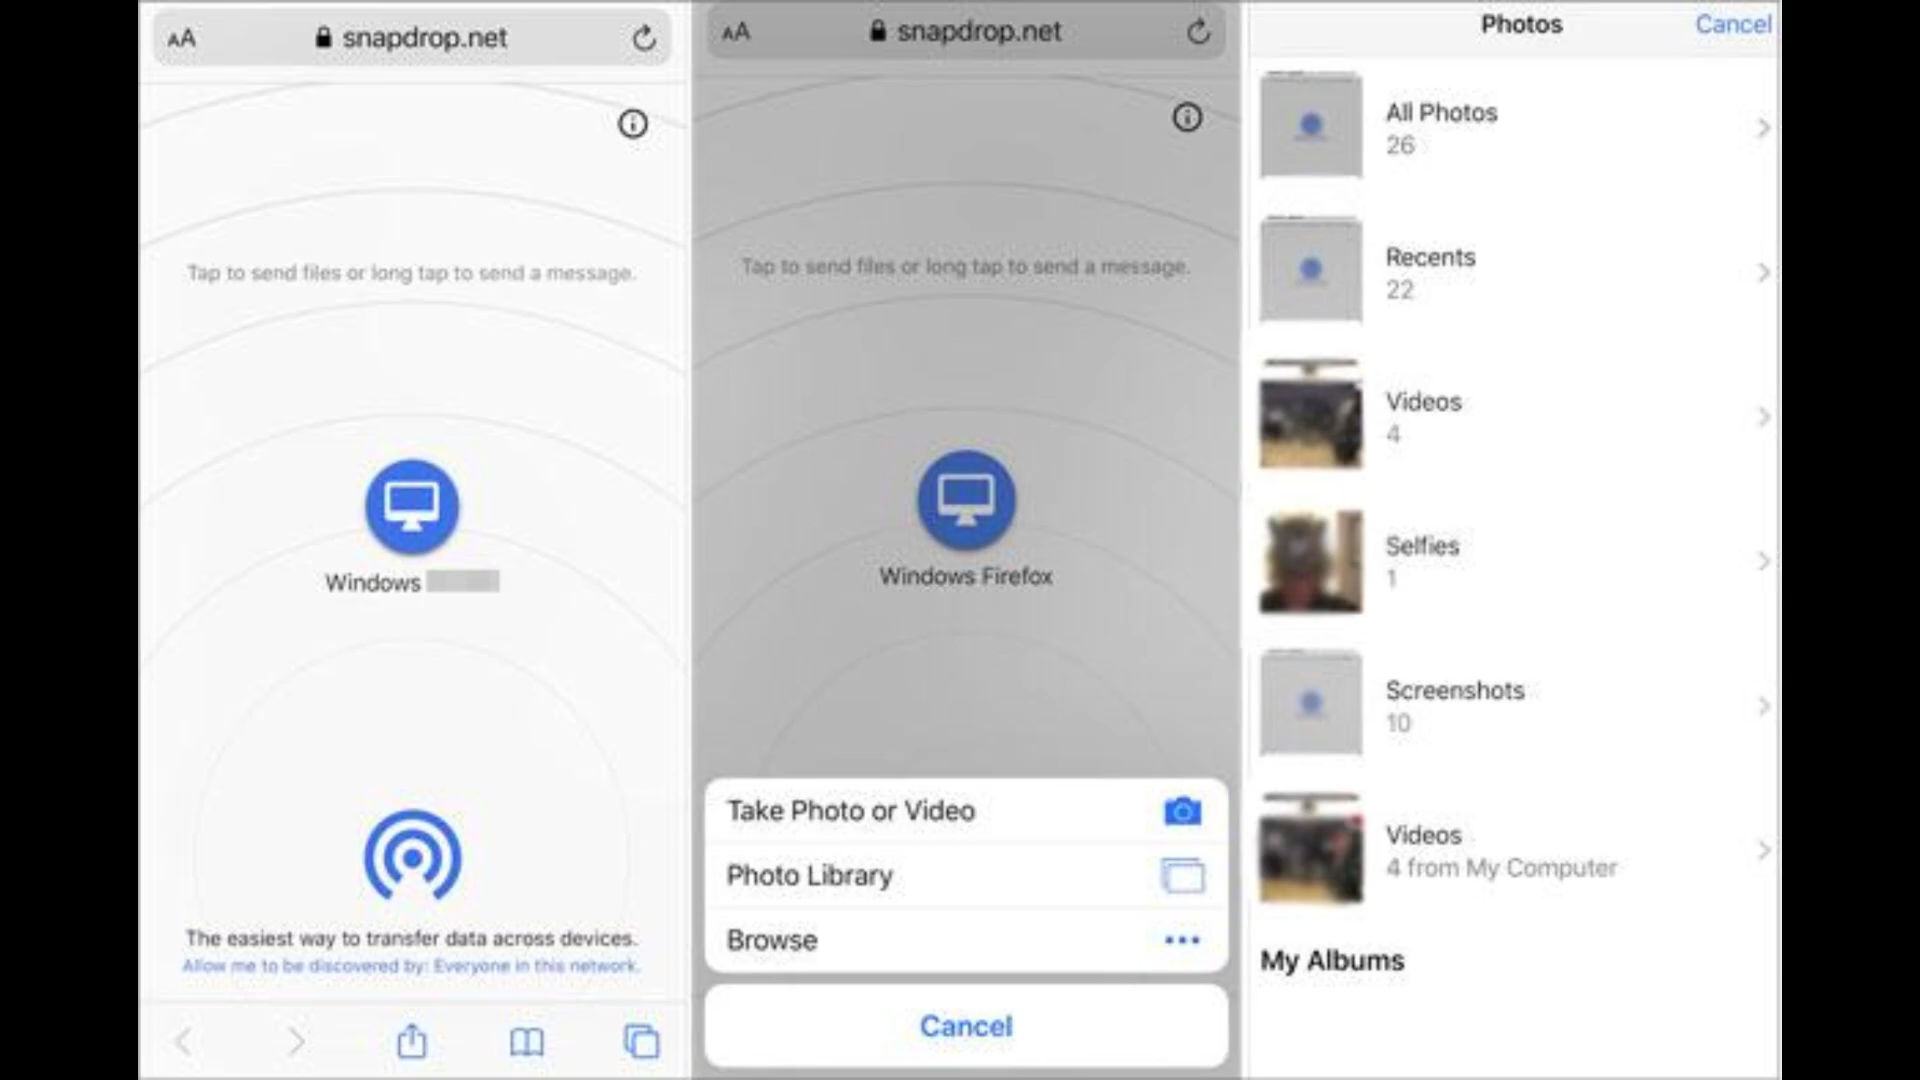 AA snapdrop.net
Tap to send files or long tap to send a message.
Windows
The easiest way to transfer data across devices.
Allow me to be discovered by: Everyone in this network.
AA snapdrop.net
Tap to send files or long tap to send a message.
Windows Firefox
Take Photo or Video
Photo Library
Browse
Cancel
Photos Cancel
All Photos
26
Recents
22
Videos
4
Selfies
1
Screenshots
10
Videos
4 from My Computer
My Albums